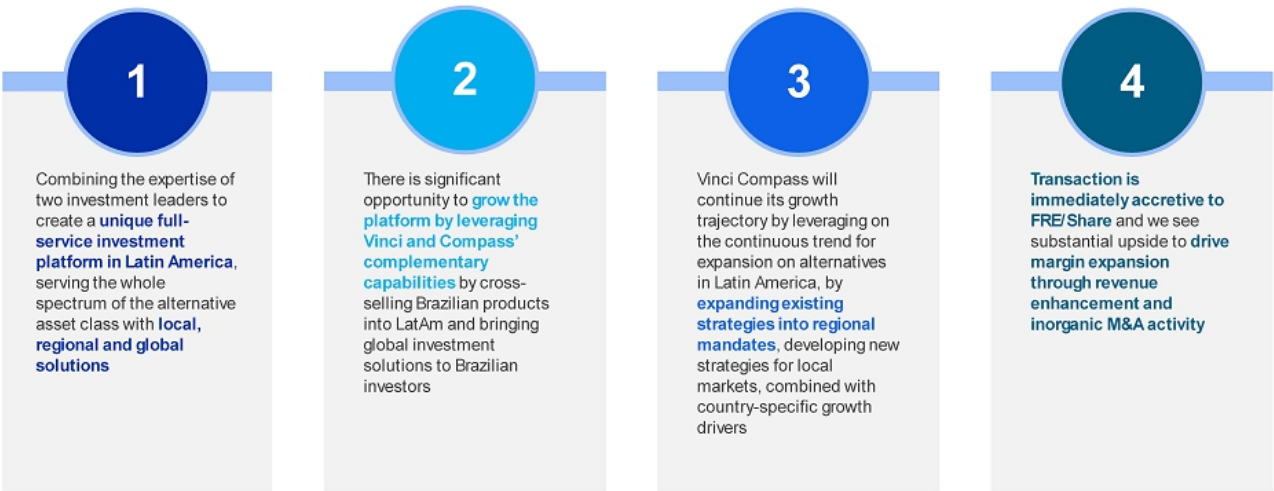 1
Combining the expertise of
two investment leaders to
create a unique full-
service investment
platform in Latin America,
serving the whole
spectrum of the alternative
asset class with local,
regional and global
solutions
2
There is significant
opportunity to grow the
platform by leveraging
Vinci and Compass’
complementary
capabilities by cross-
selling Brazilian products
into LatAm and bringing
global investment
solutions to Brazilian
investors
3
Vinci Compass will
continue its growth
trajectory by leveraging on
the continuous trend for
expansion on alternatives
in Latin America, by
expanding existing
strategies into regional
mandates, developing new
strategies for local
markets, combined with
country-specific growth
drivers
4
Transaction is
immediately accretive to
FRE/Share and we see
substantial upside to drive
margin expansion
through revenue
enhancement and
inorganic M&A activity